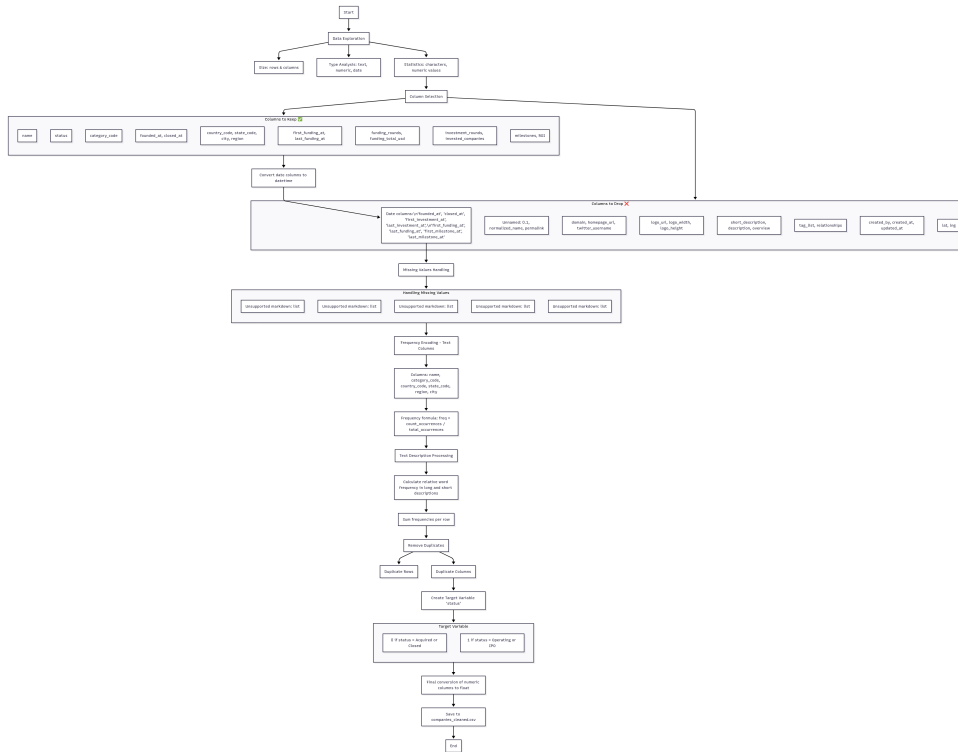 Start
Data Exploration
Size: rows & columns
Type Analysis: text,
numeric, date
Statistics: characters,
numeric values
Column Selection
Columns to Keep ✅
name
status
category_code
founded_at, closed_at
country_code, state_code,
city, region
first_funding_at,
last_funding_at
funding_rounds,
funding_total_usd
investment_rounds,
invested_companies
milestones, ROI
Convert date columns to
datetime
Columns to Drop ❌
Date columns:\n'founded_at', 'closed_at',
'first_investment_at',
'last_investment_at',\n'first_funding_at',
'last_funding_at', 'first_milestone_at',
'last_milestone_at'
Unnamed: 0.1,
normalized_name, permalink
domain, homepage_url,
twitter_username
logo_url, logo_width,
logo_height
short_description,
description, overview
tag_list, relationships
created_by, created_at,
updated_at
lat, lng
Missing Values Handling
Handling Missing Values
Unsupported markdown: list
Unsupported markdown: list
Unsupported markdown: list
Unsupported markdown: list
Unsupported markdown: list
Frequency Encoding - Text
Columns
Columns: name,
category_code,
country_code, state_code,
region, city
Frequency formula: freq =
count_occurrences /
total_occurrences
Text Description Processing
Calculate relative word
frequency in long and short
descriptions
Sum frequencies per row
Remove Duplicates
Duplicate Rows
Duplicate Columns
Create Target Variable
'status'
Target Variable
0 if status = Acquired or
Closed
1 if status = Operating or
IPO
Final conversion of numeric
columns to float
Save to
companies_cleaned.csv
End